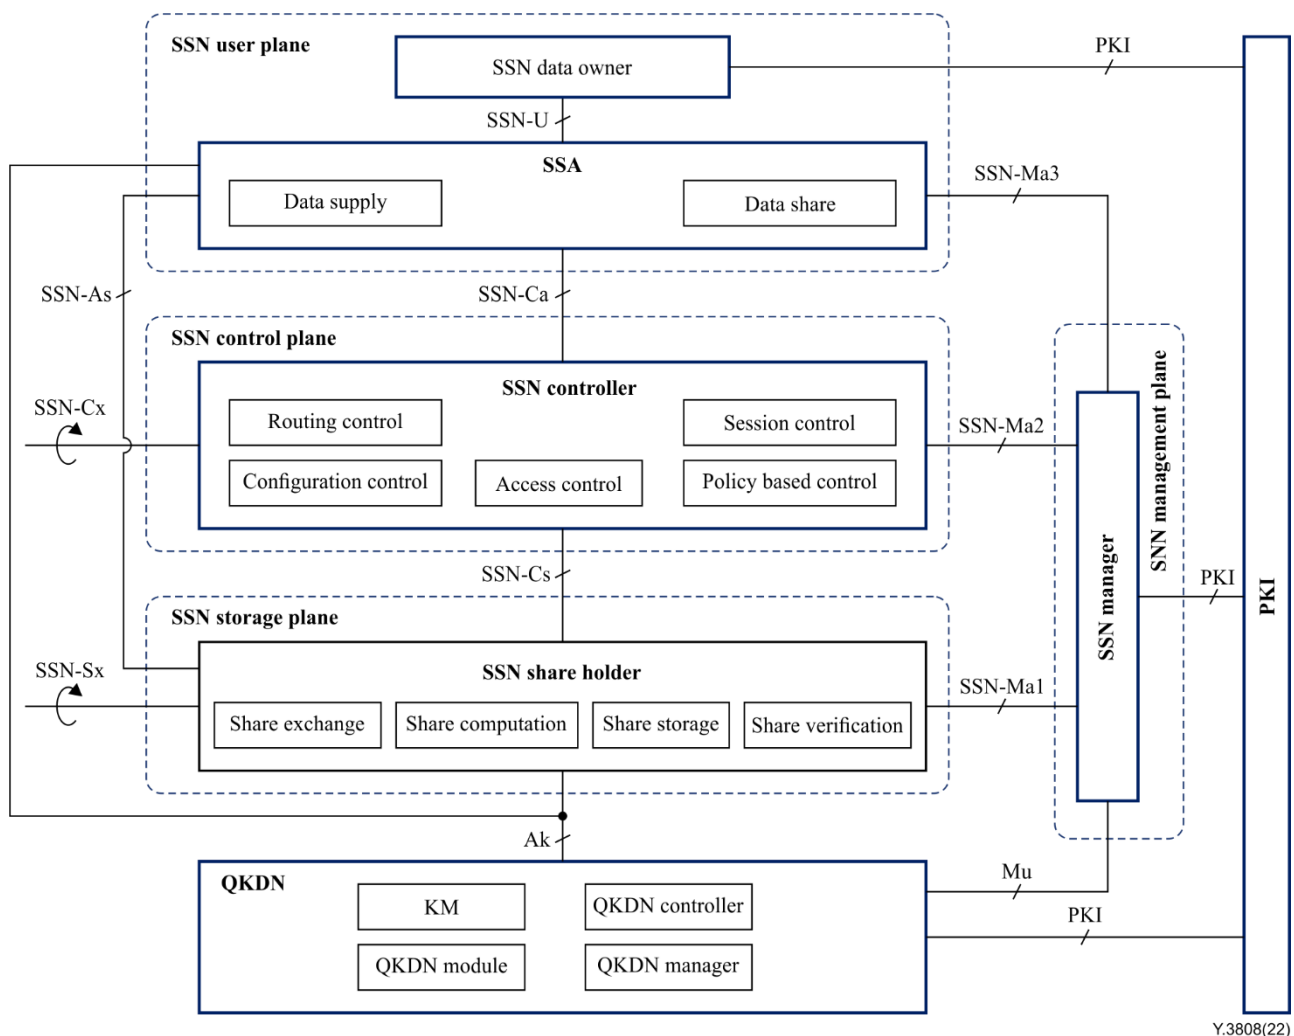 SSN user plane
SSN data owner
PKI
SSN-U
SSA
Data supply
Data share
SSN-Ma3
SSN-As
SSN-Ca
SSN control plane
SSN controller
SSN-Cx
Routing control
Session control
SSN-Ma2
Configuration control
Access control
Policy based control
SNN management plane
SSN manager
PKI
PKI
SSN-Cs
SSN storage plane
SSN share holder
SSN-Sx
SSN-Ma1
Share exchange
Share computation
Share storage
Share verification
Ak
QKDN
KM
QKDN controller
Mu
PKI
QKDN module
QKDN manager
Y.3808(22)